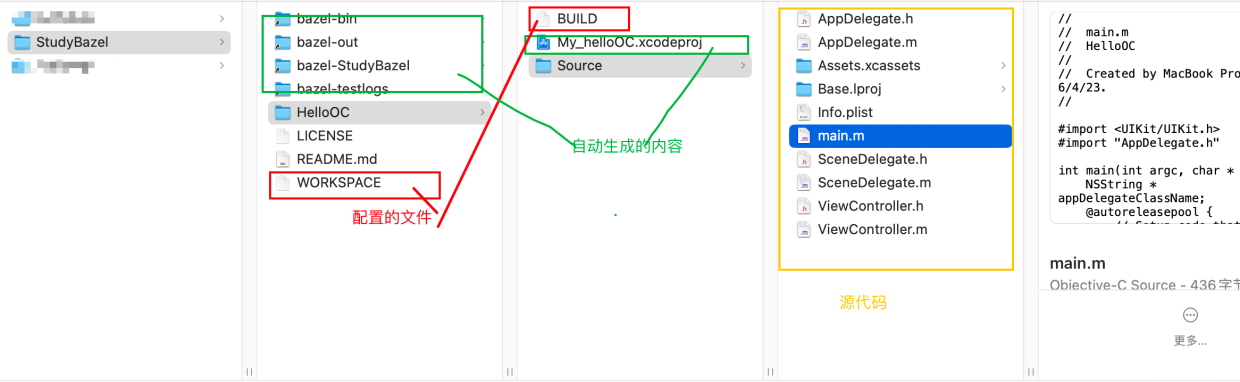 StudyBazel
bazel-bin
bazel-out
bazel-StudyBazel
bazel-testlogs
HelloOC
LICENSE
README.md
WORKSPACE
配置的文件
BUILD
My_helloOC.xcodeproj
Source
自动生成的内容
AppDelegate.h
AppDelegate.m
Assets.xcassets
Base.lproj
Info.plist
main.m
SceneDelegate.h
SceneDelegate.m
ViewController.h
ViewController.m
源代码
//
//  main.m
//  HelloOC
//
//  Created by MacBook Pro
6/4/23.
//
#import <UIKit/UIKit.h>
#import "AppDelegate.h"
int main(int argc, char *
NSString *
appDelegateClassName;
@autoreleasepool {
// Setup code that
main.m
Objective-C Source - 436 字节
更多...